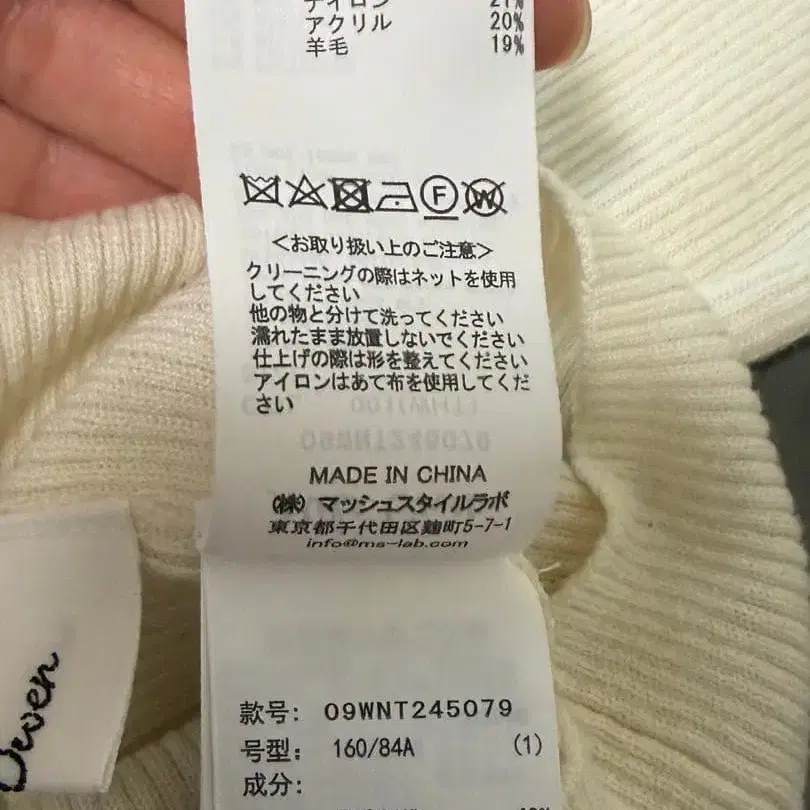 ナイロン 21%
アクリル 20%
羊毛 19%
F W
<お取り扱い上のご注意>
クリーニングの際はネットを使用
してください
他の物と分けて洗ってください
濡れたまま放置しないでください
仕上げの際は形を整えてください
アイロンはあて布を使用してくだ
さい
MADE IN CHINA
(株) マッシュスタイルラボ
東京都千代田区麹町5-7-1
info@ms-lab.com
款号: 09WNT245079
号型: 160/84A (1)
成分: